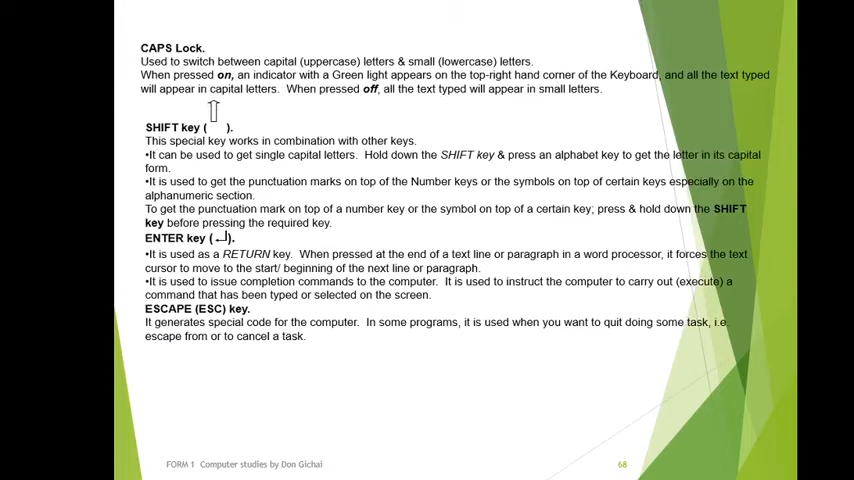 CAPS Lock.
Used to switch between capital (uppercase) letters & small (lowercase) letters.
When pressed on, an indicator with a Green light appears on the top-right hand corner of the Keyboard, and all the text typed
will appear in capital letters. When pressed off, all the text typed will appear in small letters.
SHIFT key ( ).
This special key works in combination with other keys.
•It can be used to get single capital letters. Hold down the SHIFT key & press an alphabet key to get the letter in its capital
form.
•It is used to get the punctuation marks on top of the Number keys or the symbols on top of certain keys especially on the
alphanumeric section.
To get the punctuation mark on top of a number key or the symbol on top of a certain key; press & hold down the SHIFT
key before pressing the required key.
ENTER key (↵).
•It is used as a RETURN key. When pressed at the end of a text line or paragraph in a word processor, it forces the text
cursor to move to the start/ beginning of the next line or paragraph.
•It is used to issue completion commands to the computer. It is used to instruct the computer to carry out (execute) a
command that has been typed or selected on the screen.
ESCAPE (ESC) key.
It generates special code for the computer. In some programs, it is used when you want to quit doing some task, i.e.
escape from or to cancel a task.
FORM 1 Computer studies by Don Gichai
68